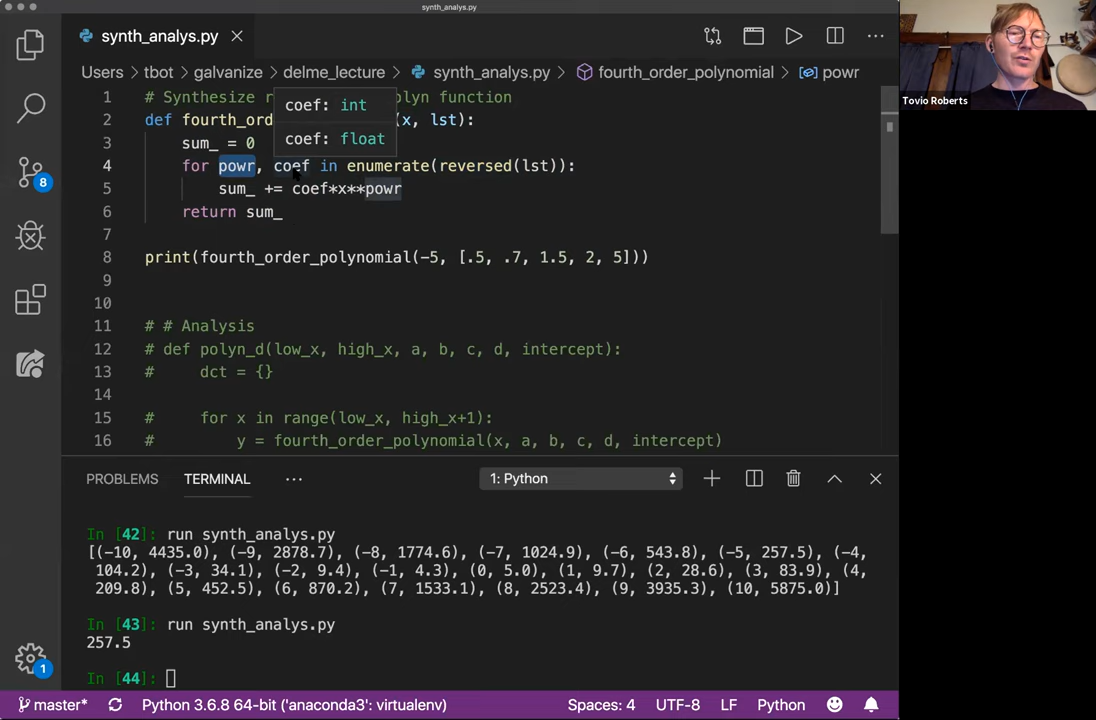 synth_analys.py
synth_analys.py
Users > tbot > galvanize > delme_lecture > synth_analys.py > fourth_order_polynomial > powr
1 # Synthesize r olyn function
2 def fourth_ord (x, lst):
3 sum_ = 0
4 for powr, coef in enumerate(reversed(lst)):
5 sum_ += coef*x**powr
6 return sum_
7
8 print(fourth_order_polynomial(-5, [.5, .7, 1.5, 2, 5]))
9
10
11 # # Analysis
12 # def polyn_d(low_x, high_x, a, b, c, d, intercept):
13 # dct = {}
14
15 # for x in range(low_x, high_x+1):
16 # y = fourth_order_polynomial(x, a, b, c, d, intercept)
coef: int
coef: float
8
1
PROBLEMS TERMINAL ... 1: Python
In [42]: run synth_analys.py
[(-10, 4435.0), (-9, 2878.7), (-8, 1774.6), (-7, 1024.9), (-6, 543.8), (-5, 257.5), (-4,
104.2), (-3, 34.1), (-2, 9.4), (-1, 4.3), (0, 5.0), (1, 9.7), (2, 28.6), (3, 83.9), (4,
209.8), (5, 452.5), (6, 870.2), (7, 1533.1), (8, 2523.4), (9, 3935.3), (10, 5875.0)]
In [43]: run synth_analys.py
257.5
In [44]:
master* Python 3.6.8 64-bit ('anaconda3': virtualenv) Spaces: 4 UTF-8 LF Python
Tovio Roberts